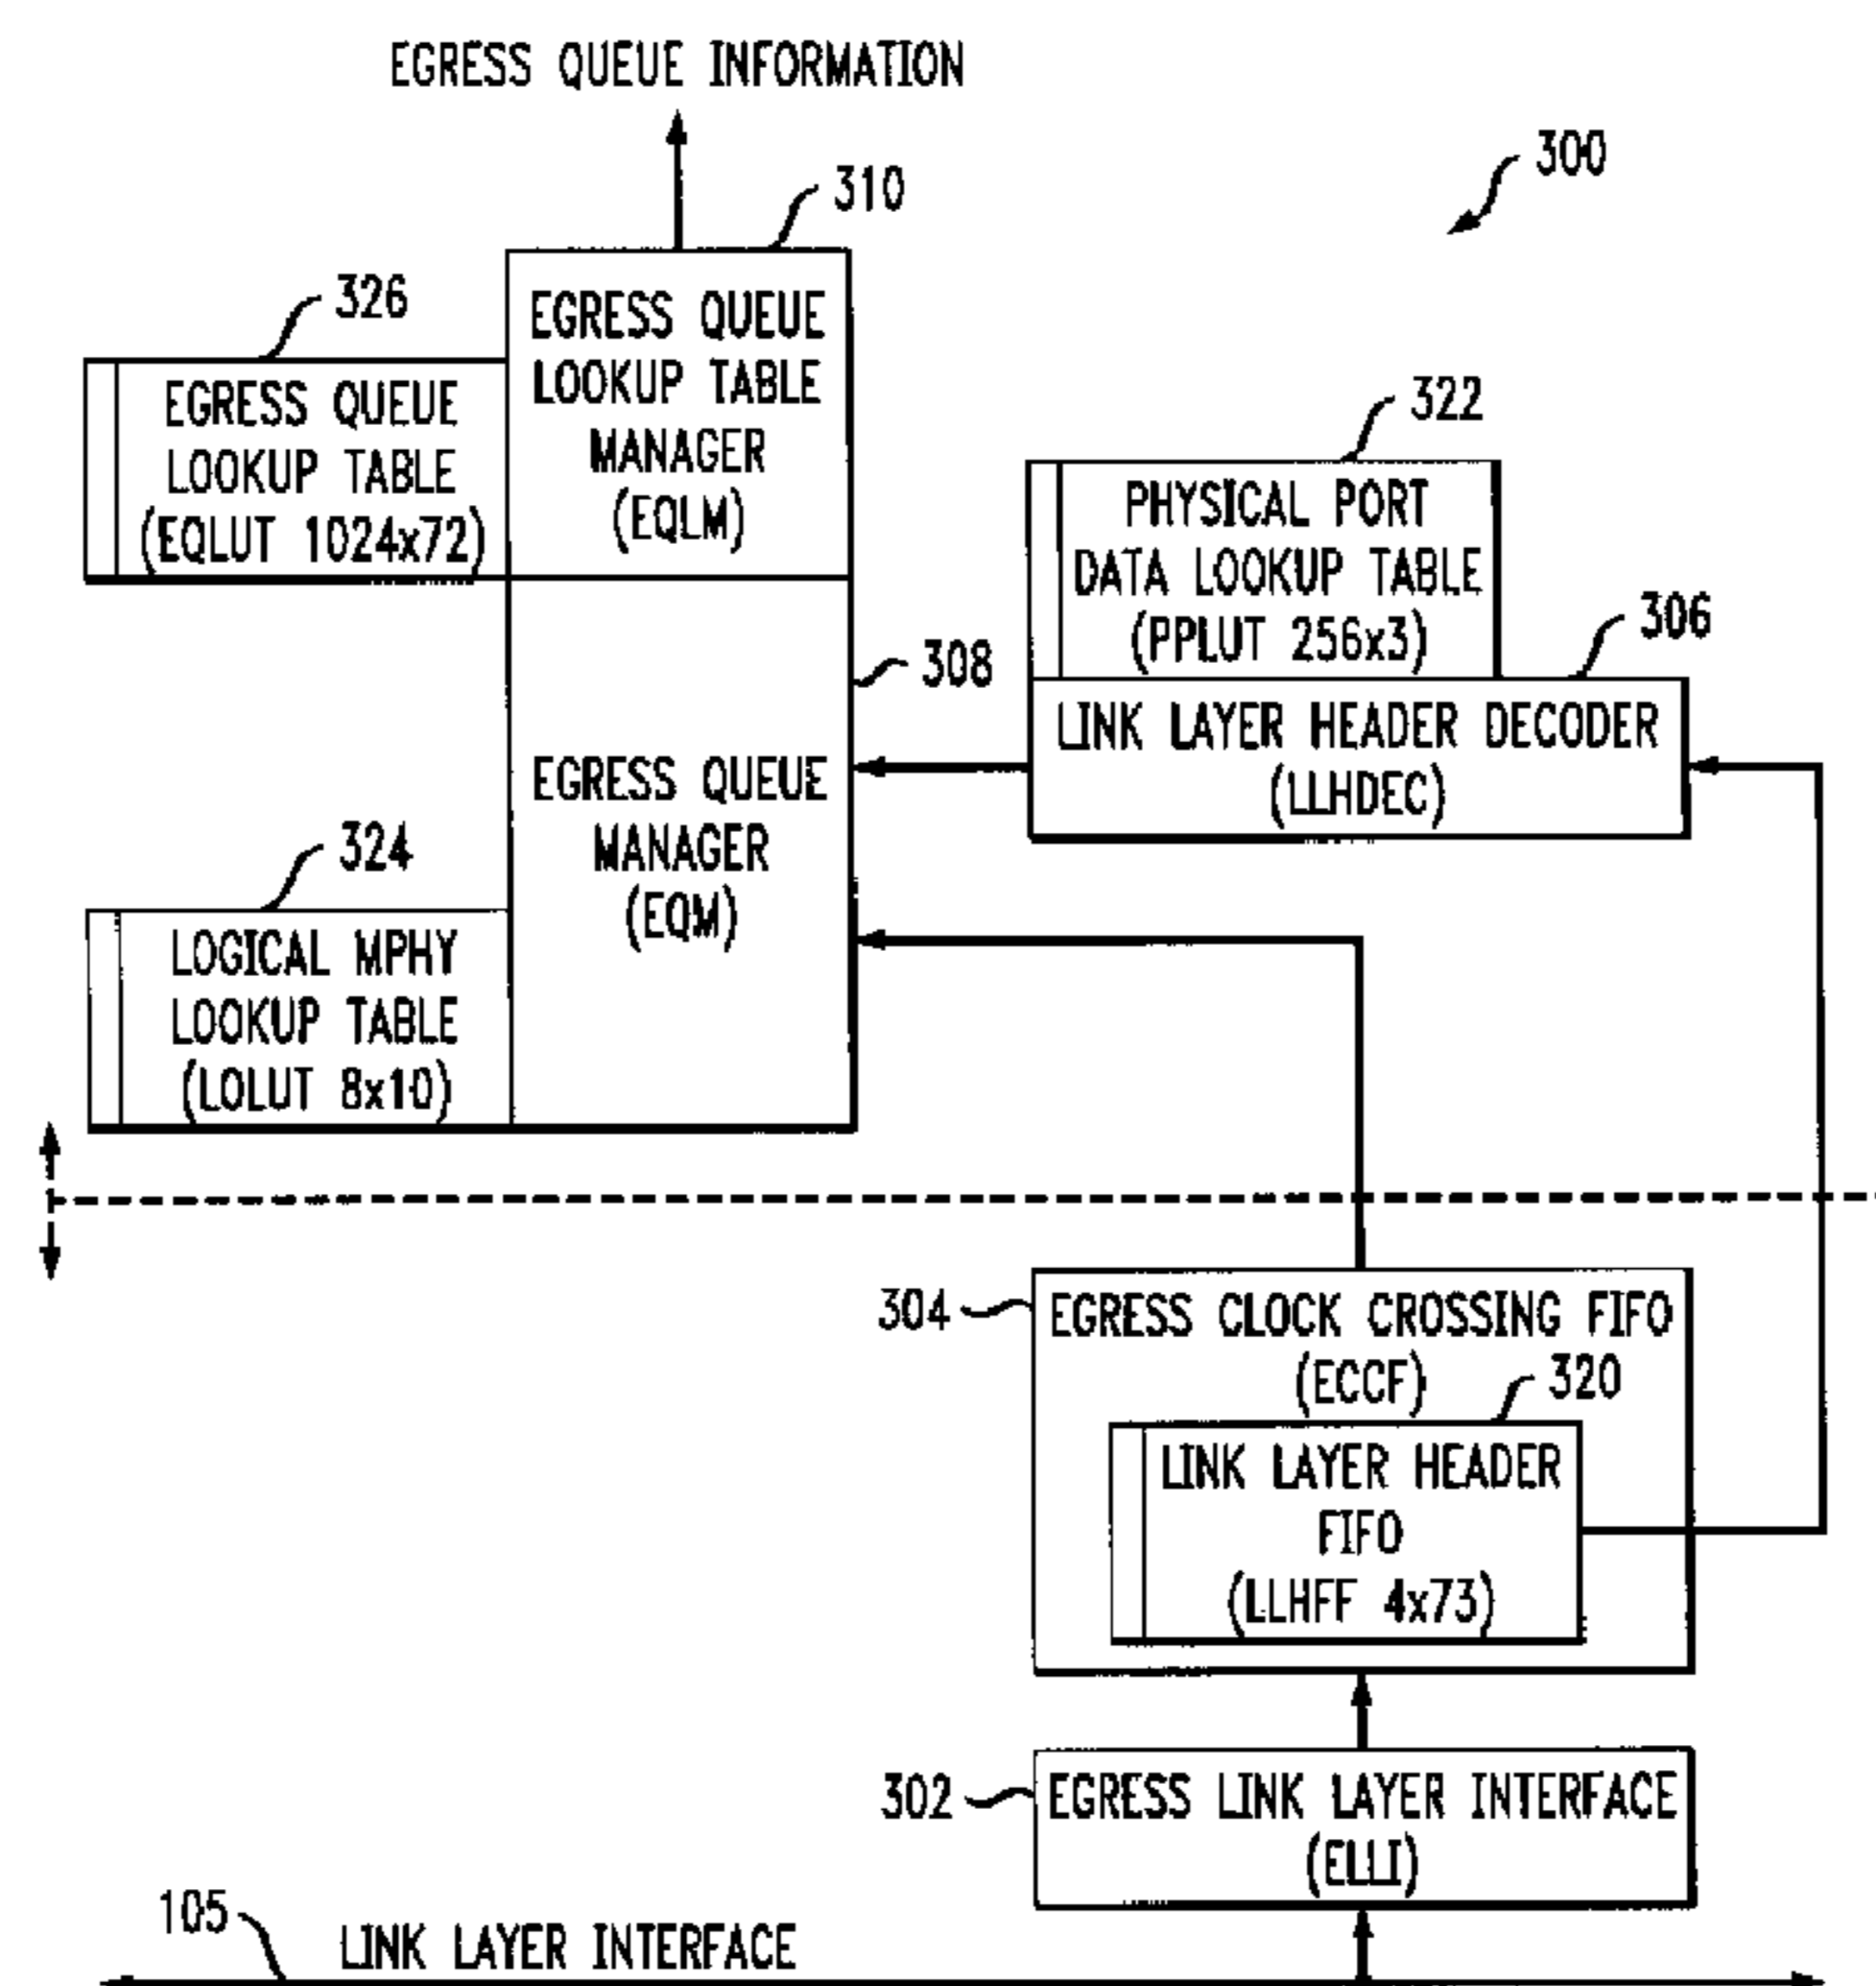 EGRESS QUEUE INFORMATION
300
310
326
EGRESS QUEUE
LOOKUP TABLE
MANAGER
(EQLM)
EGRESS QUEUE
LOOKUP TABLE
(EQLUT 1024x72)
322
PHYSICAL PORT
DATA LOOKUP TABLE
(PPLUT 256x3)
306
308
LINK LAYER HEADER DECODER
(LLHDEC)
EGRESS QUEUE
MANAGER
(EQM)
324
LOGICAL MPHY
LOOKUP TABLE
(LOLUT 8x10)
304
EGRESS CLOCK CROSSING FIFO
(ECCF)
320
LINK LAYER HEADER
FIFO
(LLHFF 4x73)
302
EGRESS LINK LAYER INTERFACE
(ELLI)
105
LINK LAYER INTERFACE